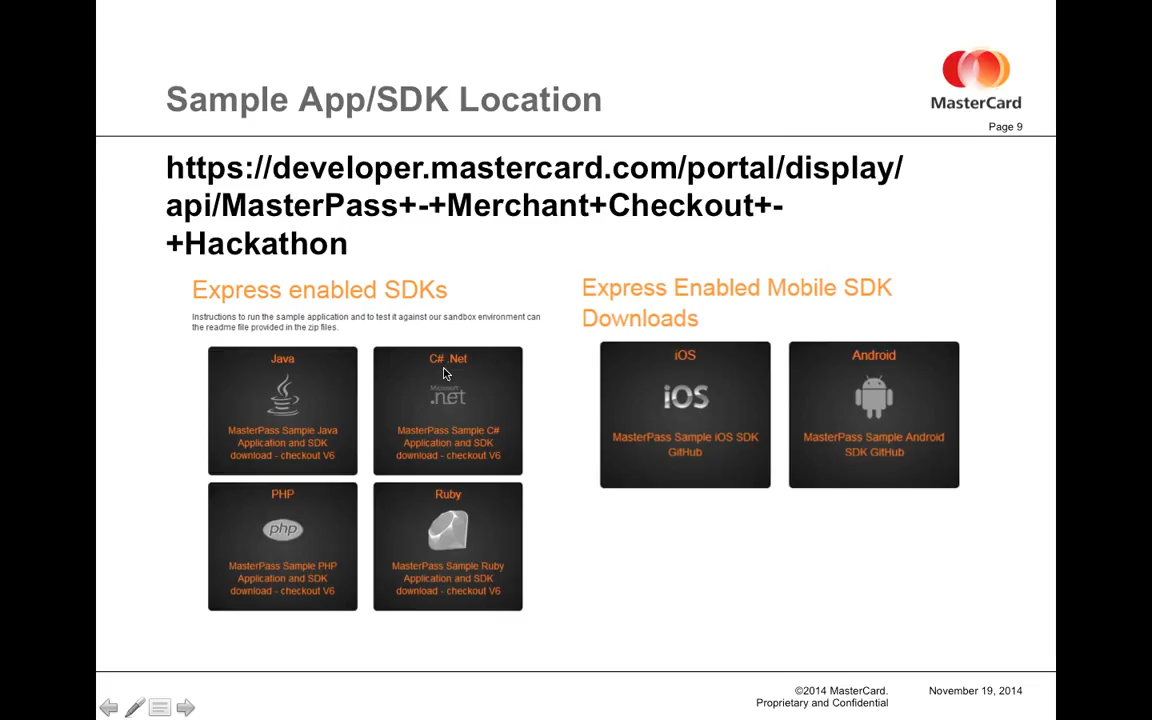 MasterCard
Sample App/SDK Location
Page 9
https://developer.mastercard.com/portal/display/
api/MasterPass+-+Merchant+Checkout+-
+Hackathon
Express enabled SDKs
Instructions to run the sample application and to test it against our sandbox environment can
the readme file provided in the zip files.
Java
MasterPass Sample Java
Application and SDK
download - checkout V6
C# .Net
Microsoft
.net
MasterPass Sample C#
Application and SDK
download - checkout V6
PHP
php
MasterPass Sample PHP
Application and SDK
download - checkout V6
Ruby
MasterPass Sample Ruby
Application and SDK
download - checkout V6
Express Enabled Mobile SDK
Downloads
iOS
iOS
MasterPass Sample iOS SDK
GitHub
Android
MasterPass Sample Android
SDK GitHub
©2014 MasterCard.
Proprietary and Confidential
November 19, 2014